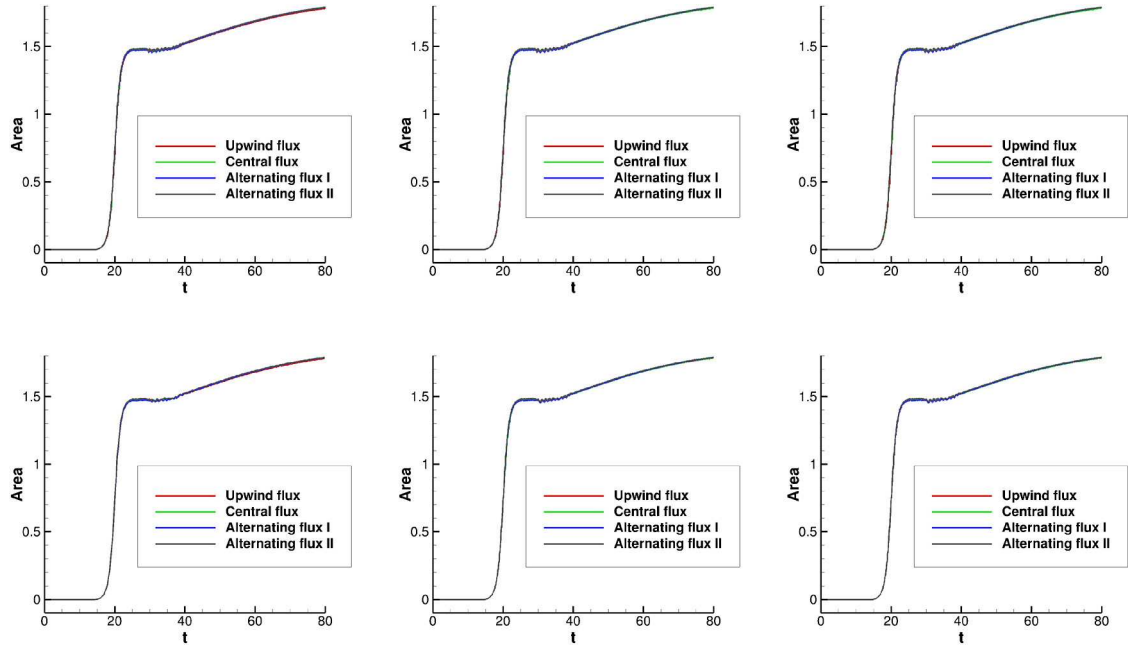 1.5
1
0.5
0
Area
Upwind flux
Central flux
Alternating flux I
Alternating flux II
0 20 40 60 80
t
1.5
1
0.5
0
Area
Upwind flux
Central flux
Alternating flux I
Alternating flux II
0 20 40 60 80
t
1.5
1
0.5
0
Area
Upwind flux
Central flux
Alternating flux I
Alternating flux II
0 20 40 60 80
t
1.5
1
0.5
0
Area
Upwind flux
Central flux
Alternating flux I
Alternating flux II
0 20 40 60 80
t
1.5
1
0.5
0
Area
Upwind flux
Central flux
Alternating flux I
Alternating flux II
0 20 40 60 80
t
1.5
1
0.5
0
Area
Upwind flux
Central flux
Alternating flux I
Alternating flux II
0 20 40 60 80
t